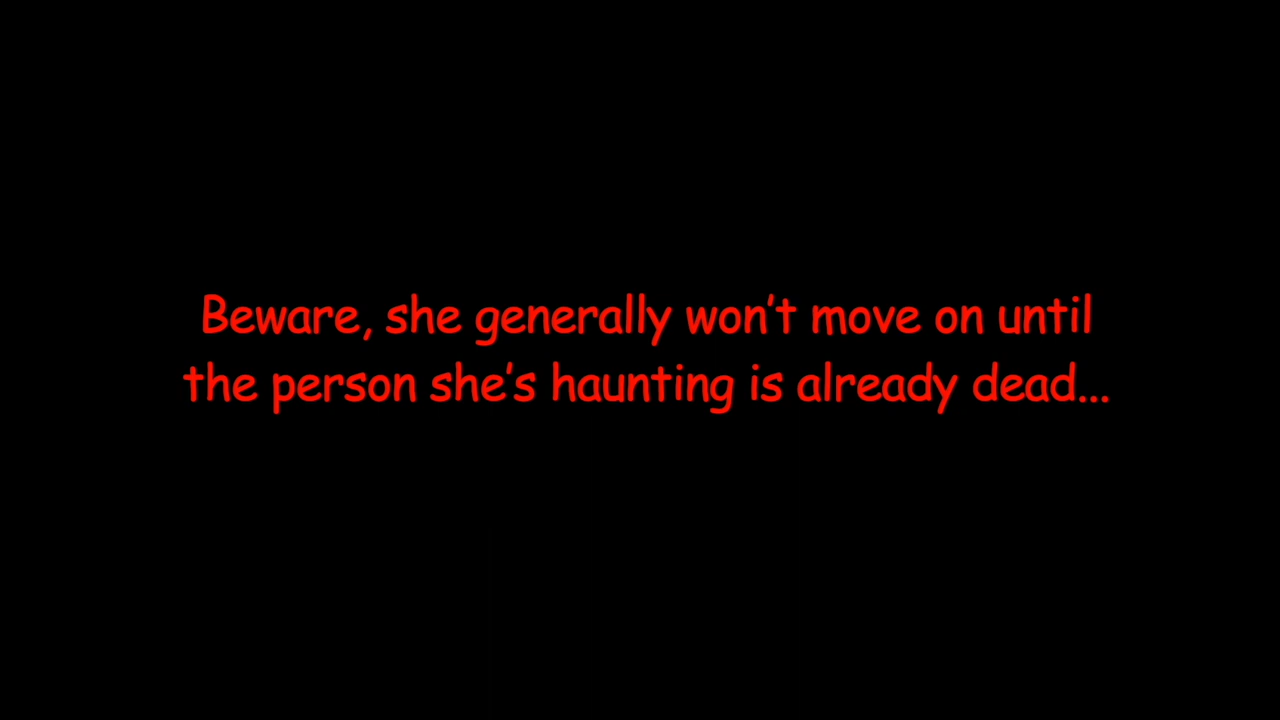 Beware, she generally won't move on until
the person she's haunting is already dead...